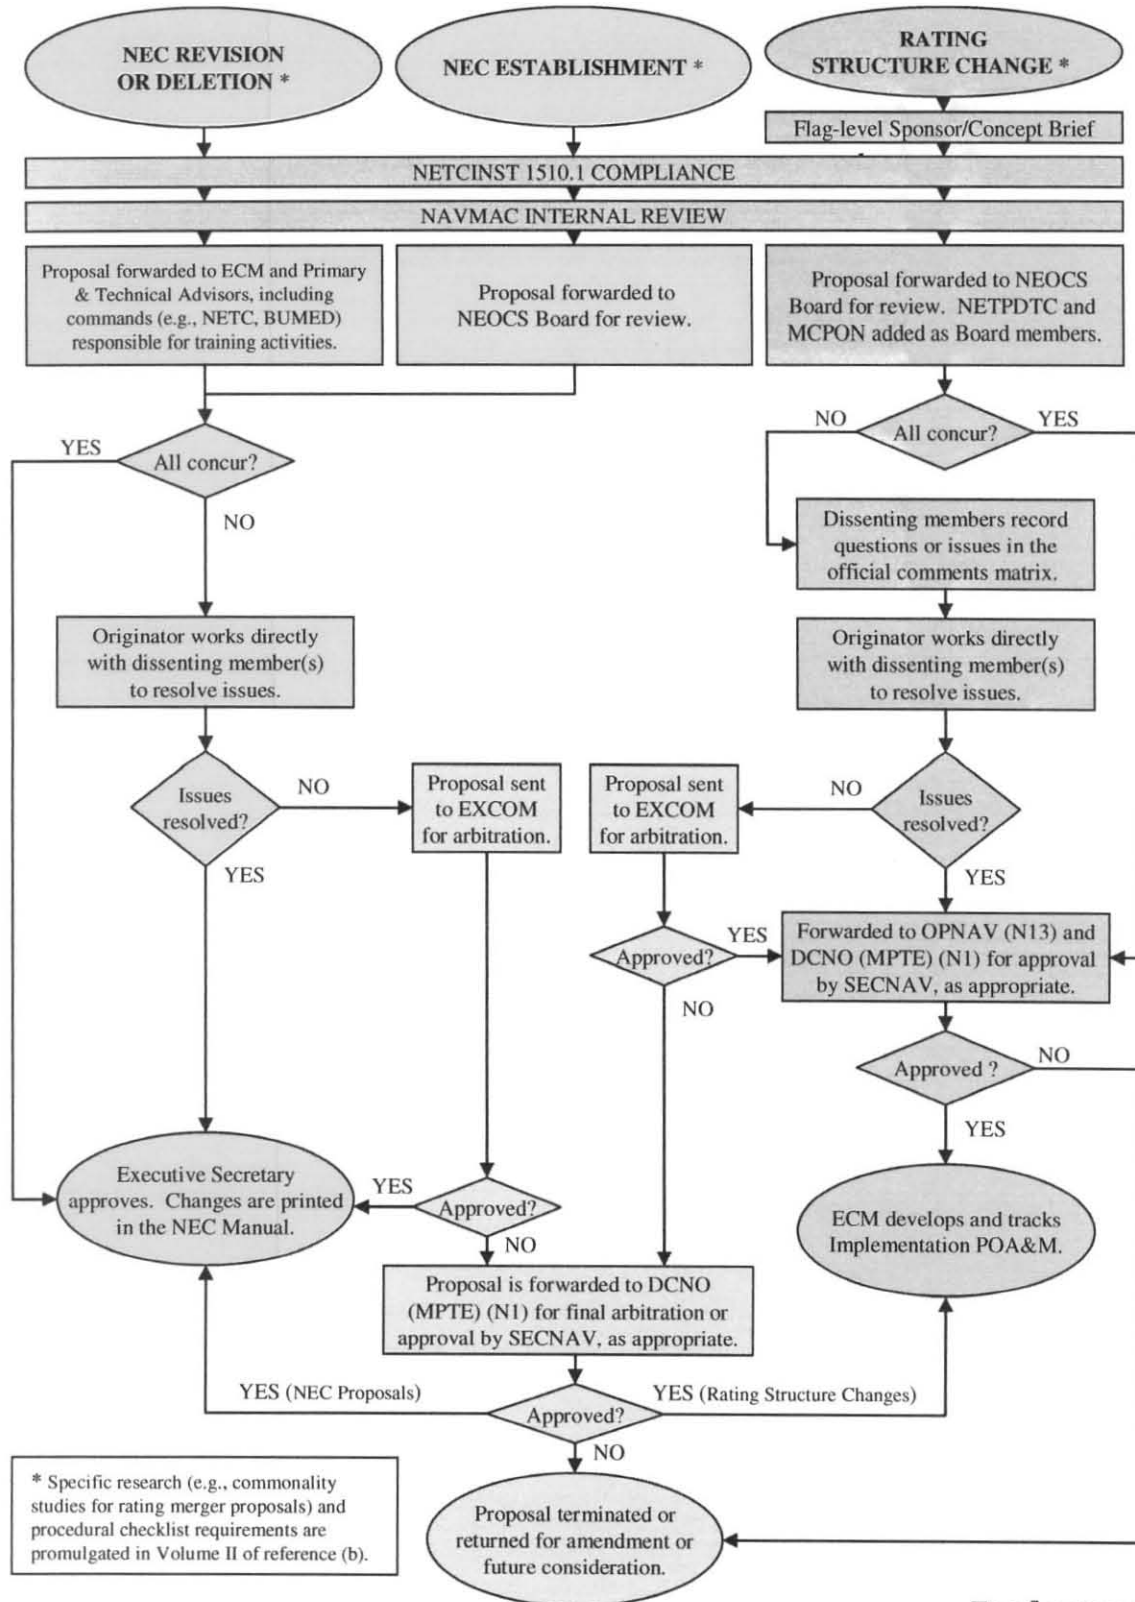 NEC REVISION
OR DELETION *
NEC ESTABLISHMENT *
RATING
STRUCTURE CHANGE *
Flag-level Sponsor/Concept Brief
NETCINST 1510.1 COMPLIANCE
NAVMAC INTERNAL REVIEW
Proposal forwarded to ECM and Primary
& Technical Advisors, including
commands (e.g., NETC, BUMED)
responsible for training activities.
Proposal forwarded to
NEOCS Board for review.
Proposal forwarded to NEOCS
Board for review. NETPDTC and
MCPON added as Board members.
YES
All concur?
NO
NO
All concur?
YES
Dissenting members record
questions or issues in the
official comments matrix.
Originator works directly
with dissenting member(s)
to resolve issues.
Originator works directly
with dissenting member(s)
to resolve issues.
Issues
resolved?
NO
YES
Proposal sent
to EXCOM
for arbitration.
Proposal sent
to EXCOM
for arbitration.
NO
Issues
resolved?
YES
Approved?
YES
NO
Forwarded to OPNAV (N13) and
DCNO (MPTE) (N1) for approval
by SECNAV, as appropriate.
Approved ?
NO
YES
Executive Secretary
approves. Changes are printed
in the NEC Manual.
YES
Approved?
NO
ECM develops and tracks
Implementation POA&M.
Proposal is forwarded to DCNO
(MPTE) (N1) for final arbitration or
approval by SECNAV, as appropriate.
YES (NEC Proposals)
Approved?
YES (Rating Structure Changes)
NO
* Specific research (e.g., commonality
studies for rating merger proposals) and
procedural checklist requirements are
promulgated in Volume II of reference (b).
Proposal terminated or
returned for amendment or
future consideration.